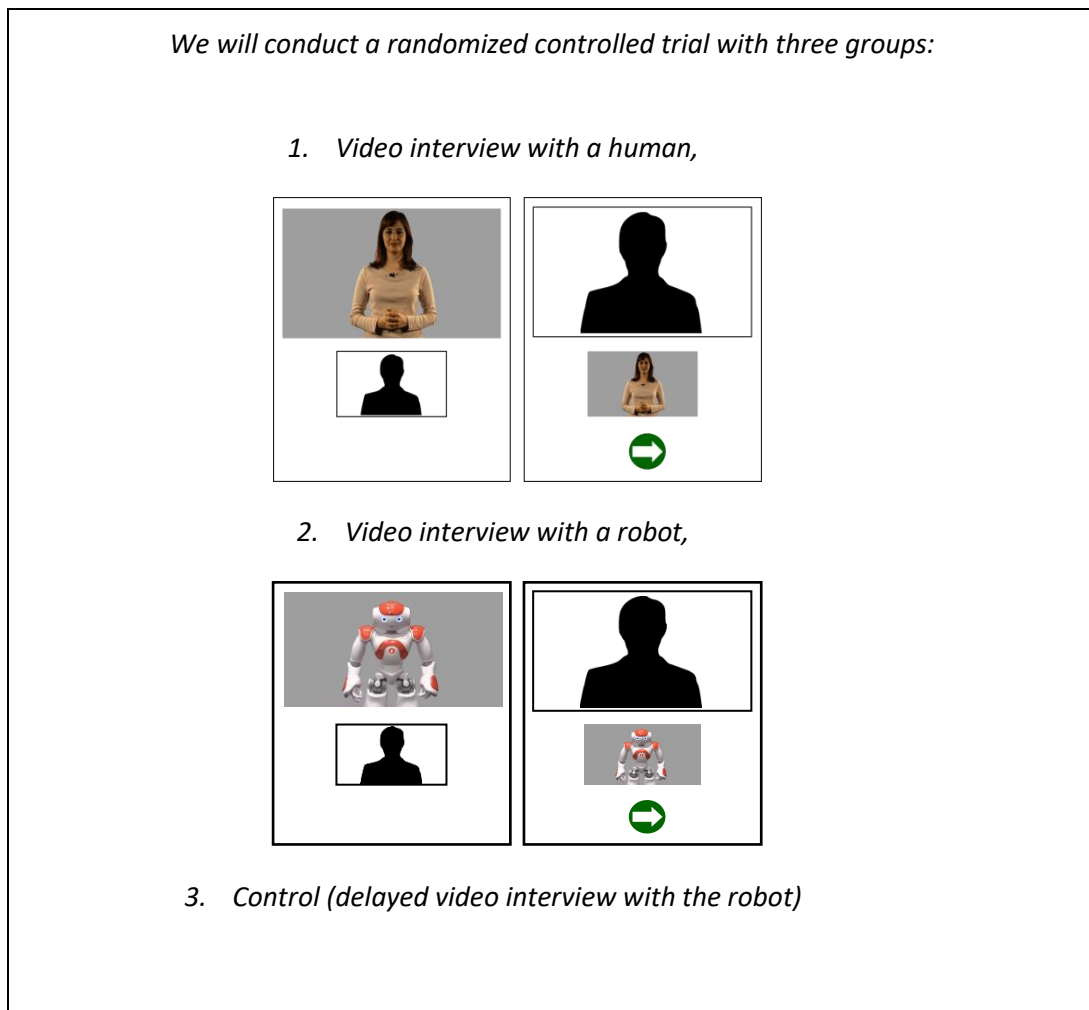 We will conduct a randomized controlled trial with three groups:
1. Video interview with a human,
2. Video interview with a robot,
3. Control (delayed video interview with the robot)